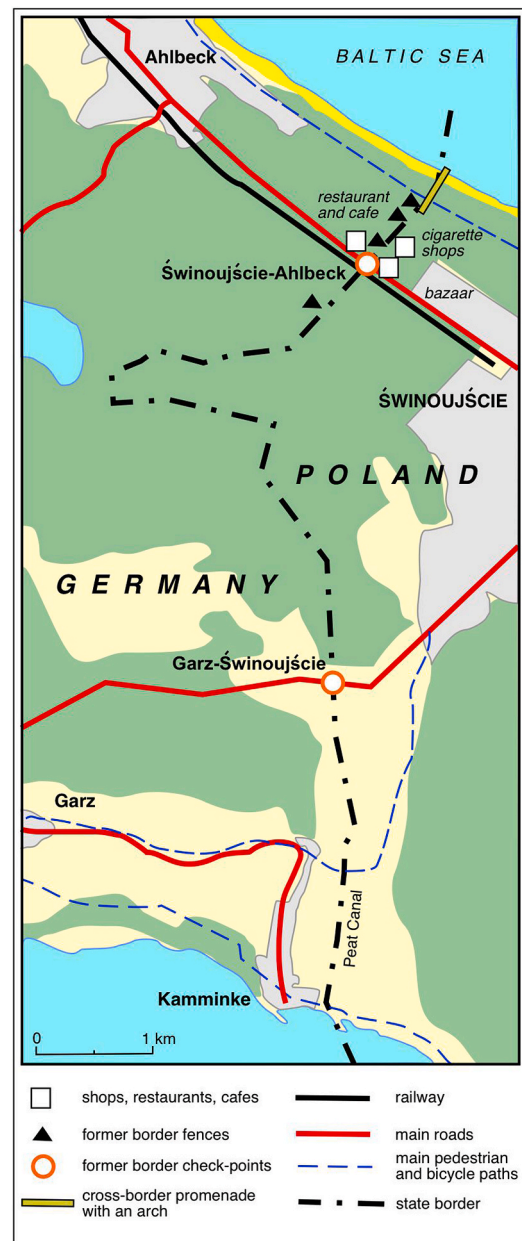 Ahlbeck
BALTIC SEA
restaurant
and cafe
cigarette
shops
Świnoujście-Ahlbeck
bazaar
ŚWINOUJŚCIE
POLAND
GERMANY
Garz-Świnoujście
Garz
Peat Canal
Kamminke
0 1 km
shops, restaurants, cafes
railway
former border fences
main roads
former border check-points
main pedestrian
and bicycle paths
cross-border promenade
with an arch
state border